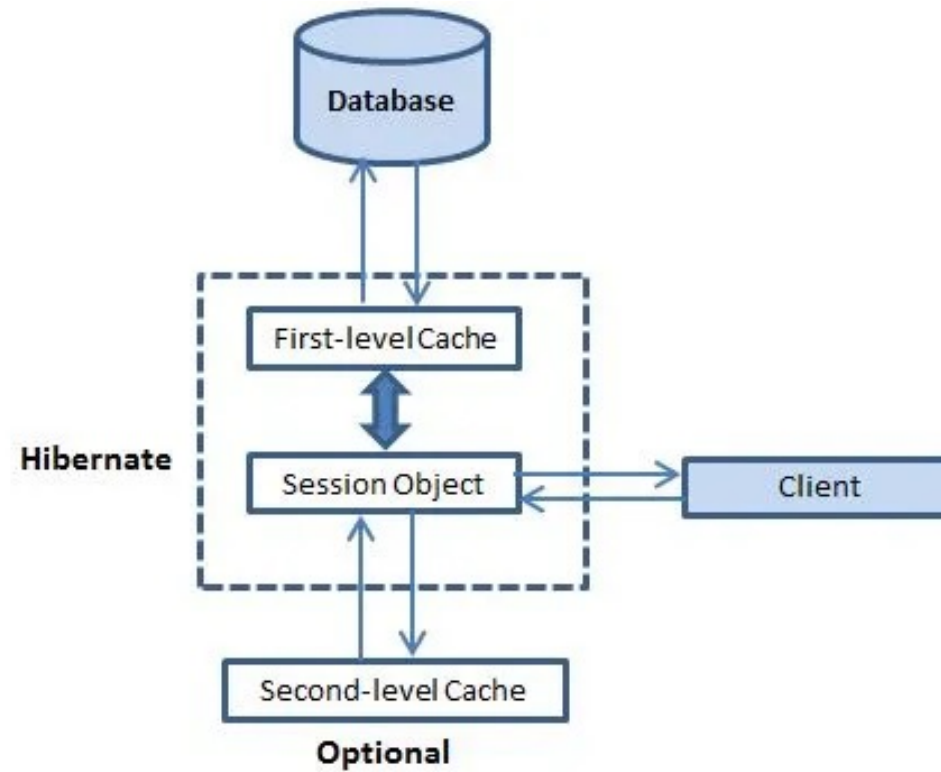 Database
First-level Cache
Hibernate
Session Object
Client
Second-level Cache
Optional